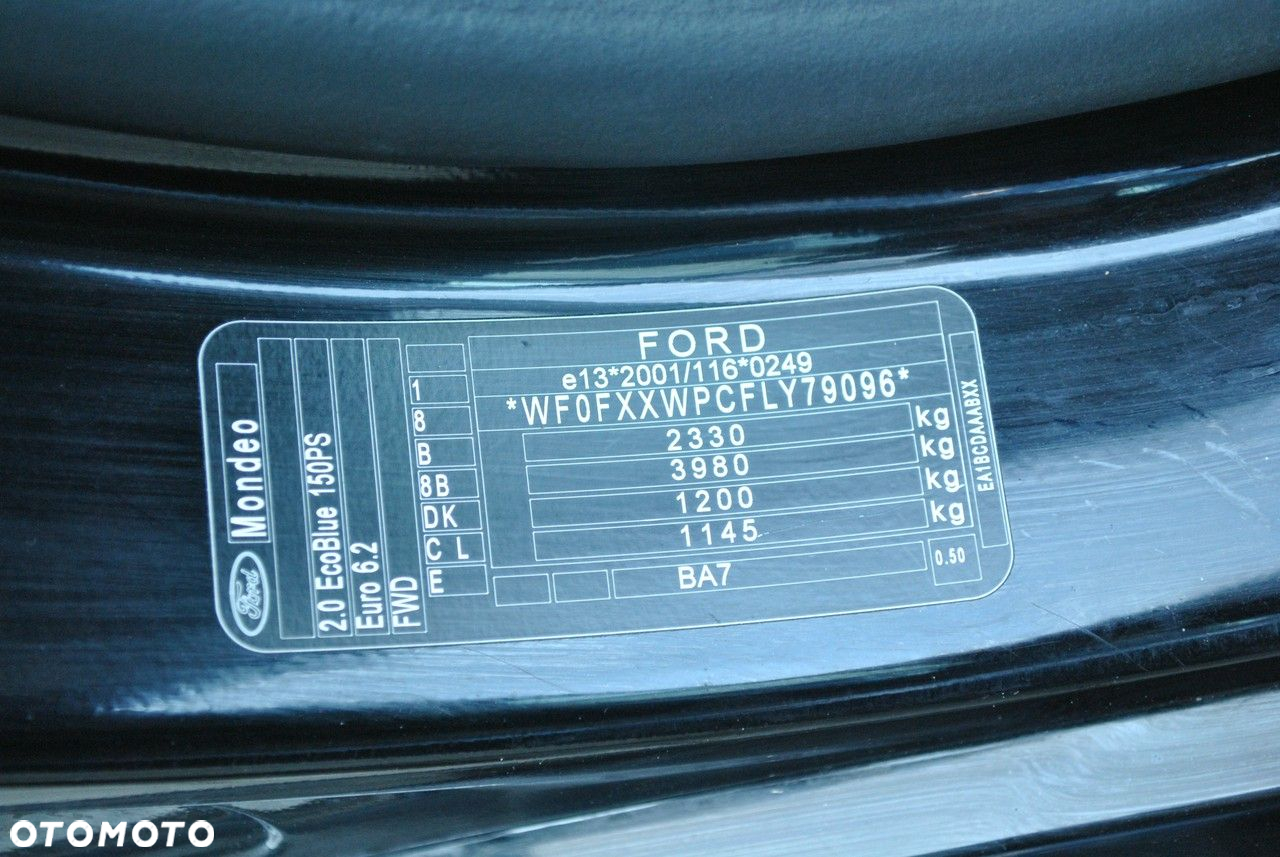 FORD
e13*2001/116*0249
*WF0FXXWPCFLY79096*
2330 kg
3980 kg
1200 kg
1145 kg
BA7
0.50
EA1BCDAAABXX
1
8
B
8B
DK
C L
E
Ford
Mondeo
2.0 EcoBlue 150PS
Euro 6.2
FWD
OTOMOTO